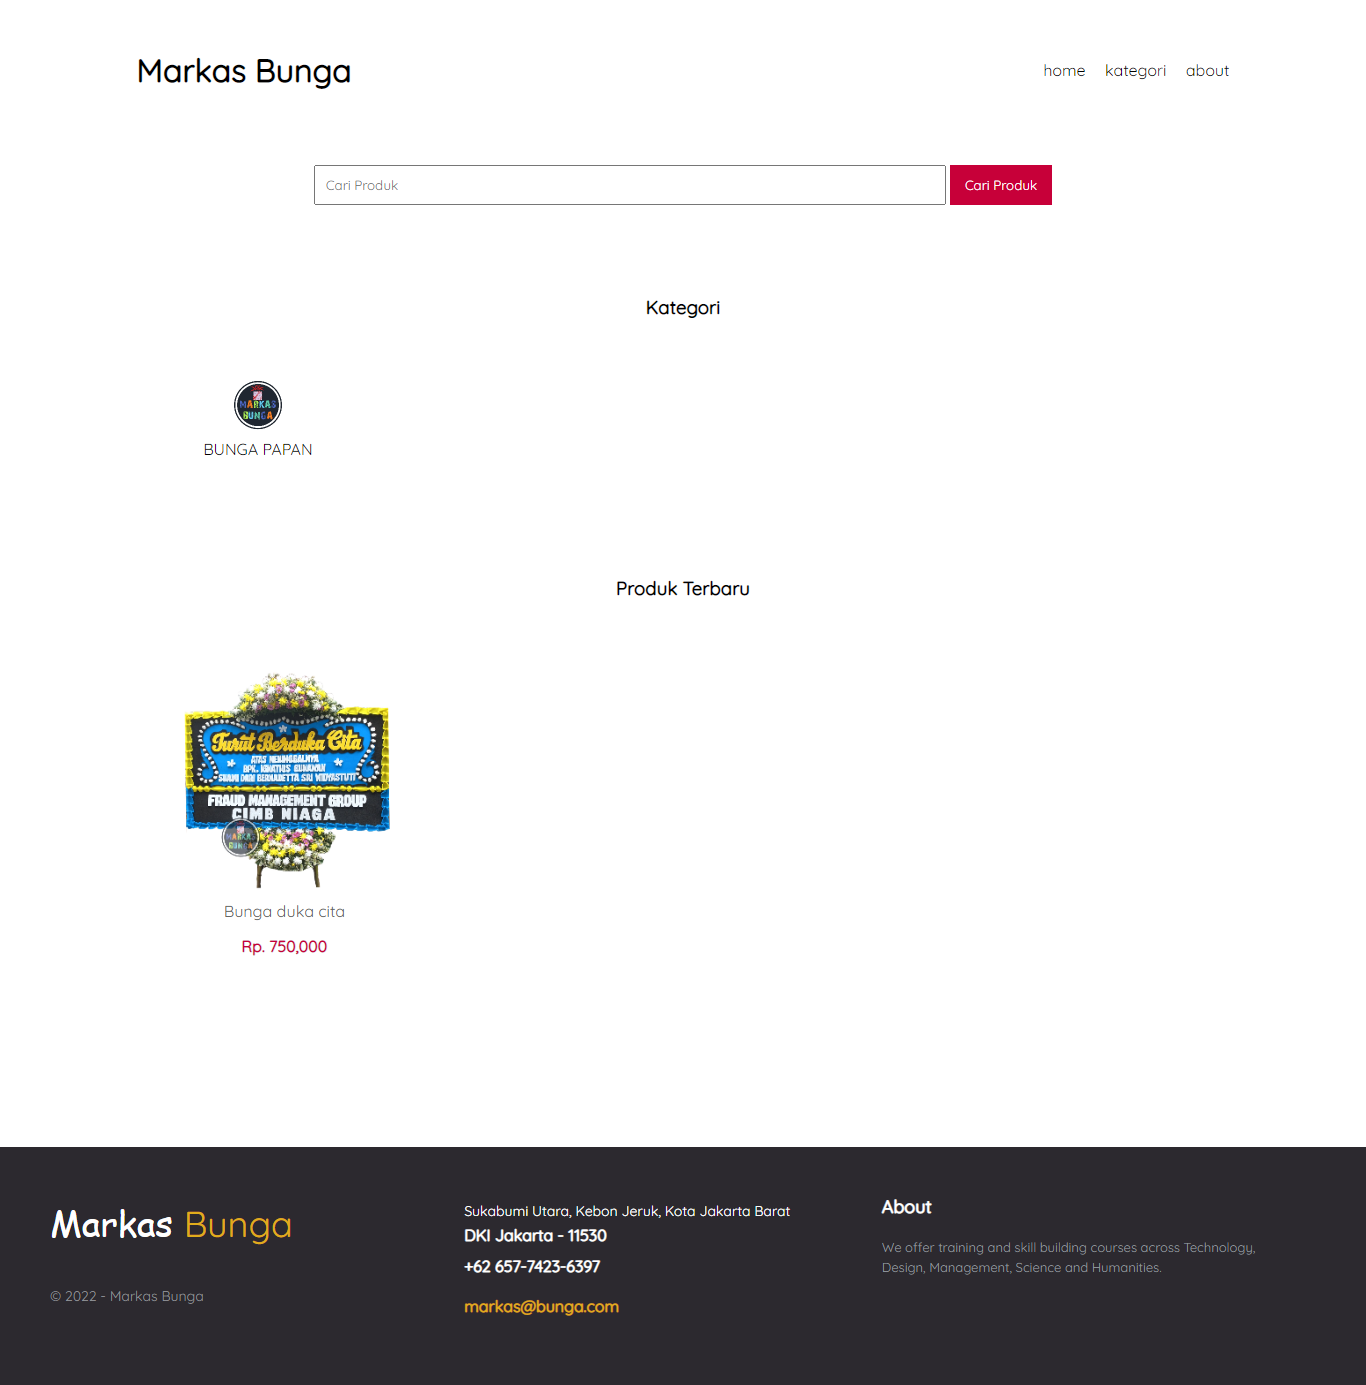 Markas Bunga
home kategori about
Cari Produk
Cari Produk
Kategori
MARKAS
BUNGA
BUNGA PAPAN
Produk Terbaru
Turut Berduka Cita
ATAS MENINGGALNYA
BPK. IGNATIUS GUNAWAN
SUAMI DARI BERNADETTA SRI WIDYASTUTI
FRAUD MANAGEMENT GROUP
CIMB NIAGA
MARKAS
BUNGA
Bunga duka cita
Rp. 750,000
Markas Bunga
© 2022 - Markas Bunga
Sukabumi Utara, Kebon Jeruk, Kota Jakarta Barat
DKI Jakarta - 11530
+62 657-7423-6397
markas@bunga.com
About
We offer training and skill building courses across Technology,
Design, Management, Science and Humanities.